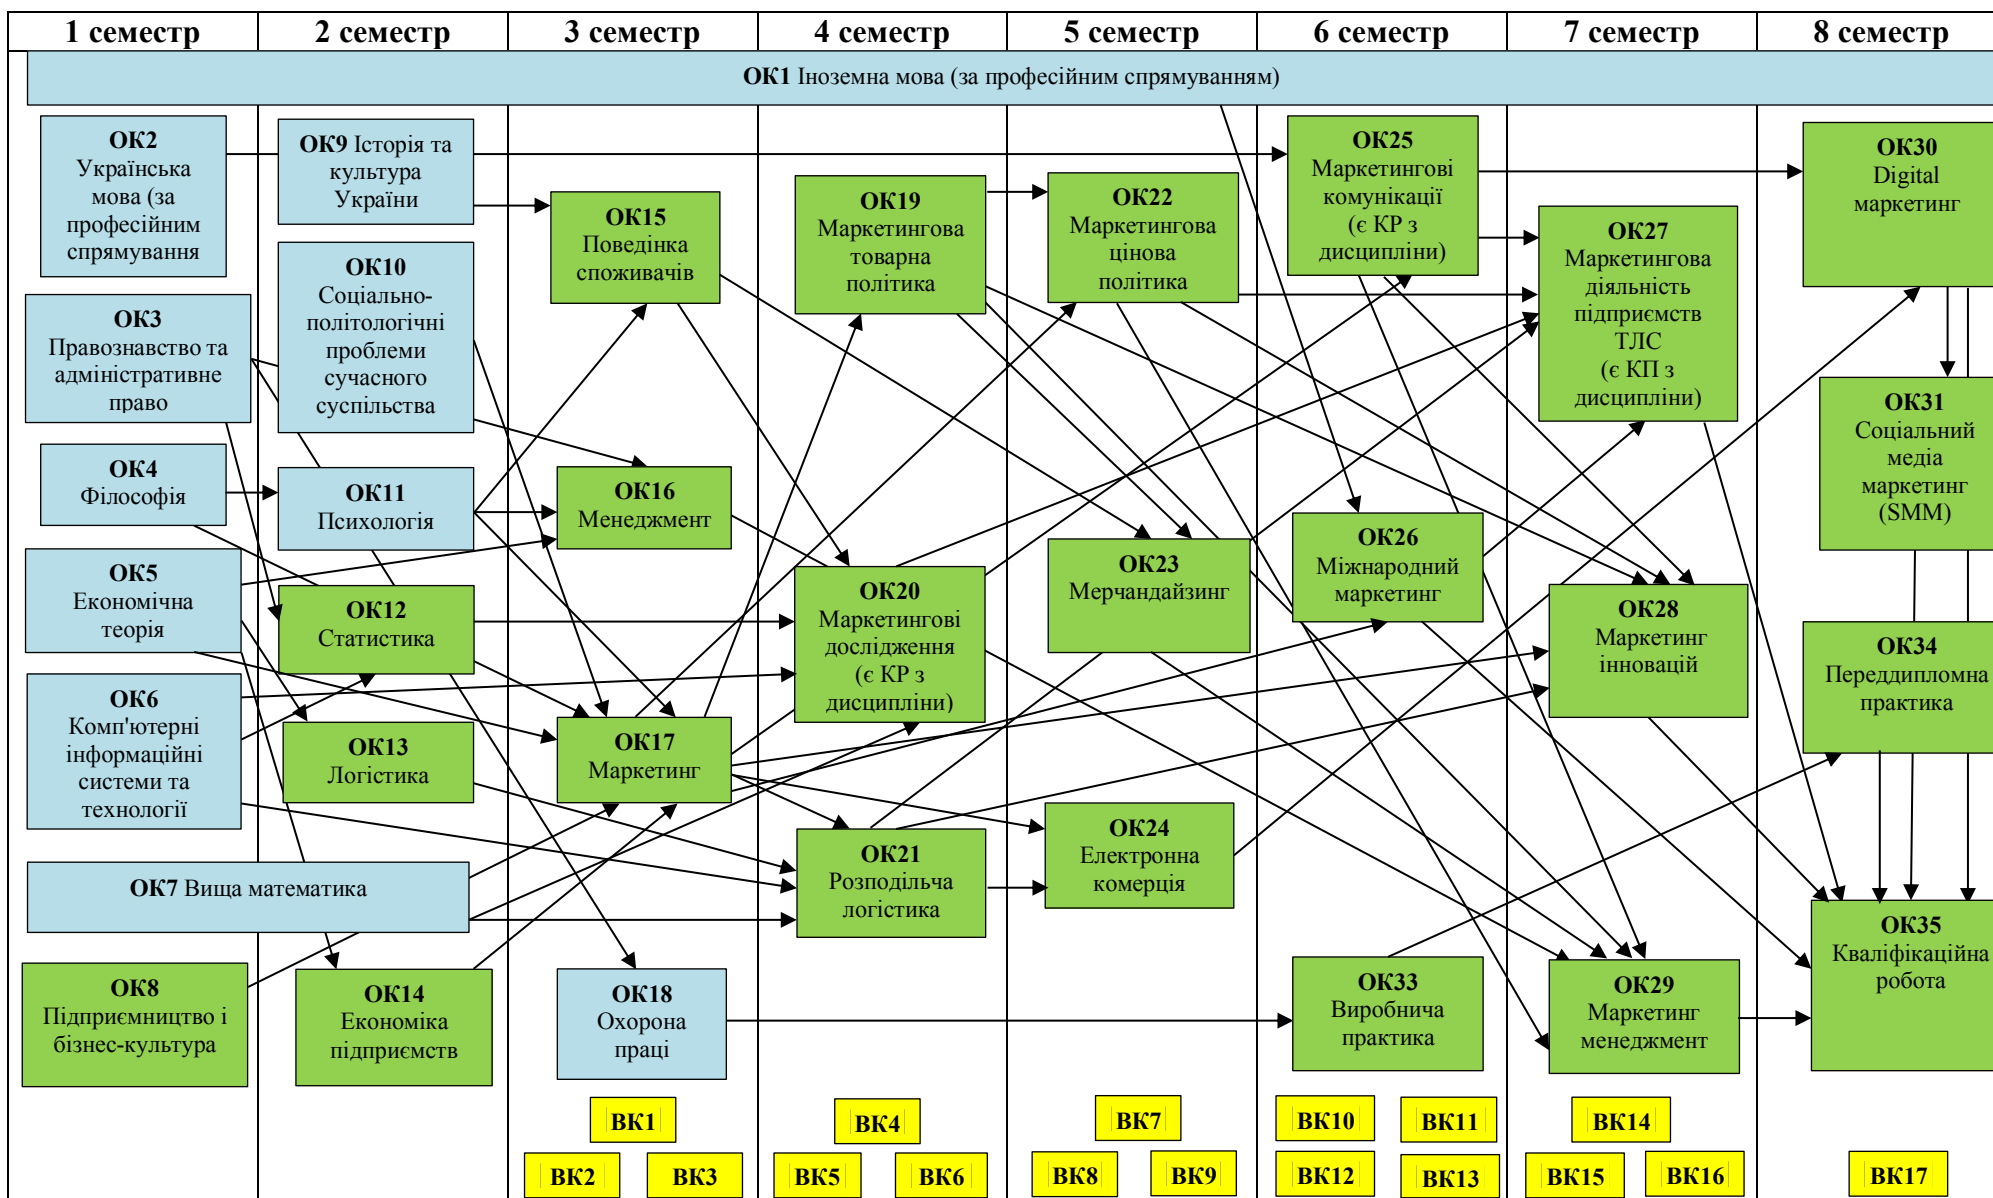 1 семестр
2 семестр
3 семестр
4 семестр
5 семестр
6 семестр
7 семестр
8 семестр
ОК1 Іноземна мова (за професійним спрямуванням)
ОК2
Українська
мова (за
професійним
спрямування
ОК3
Правознавство та
адміністративне
право
ОК4
Філософія
ОК5
Економічна
теорія
ОК6
Комп'ютерні
інформаційні
системи та
технології
ОК7 Вища математика
ОК8
Підприємництво і
бізнес-культура
ОК9 Історія та
культура
України
ОК10
Соціально-
політологічні
проблеми
сучасного
суспільства
ОК11
Психологія
ОК12
Статистика
ОК13
Логістика
ОК14
Економіка
підприємств
ОК15
Поведінка
споживачів
ОК16
Менеджмент
ОК17
Маркетинг
ОК18
Охорона
праці
ВК1
ВК2
ВК3
ОК19
Маркетингова
товарна
політика
ОК20
Маркетингові
дослідження
(є КР з
дисципліни)
ОК21
Розподільча
логістика
ВК4
ВК5
ВК6
ОК22
Маркетингова
цінова
політика
ОК23
Мерчандайзинг
ОК24
Електронна
комерція
ВК7
ВК8
ВК9
ОК25
Маркетингові
комунікації
(є КР з
дисципліни)
ОК26
Міжнародний
маркетинг
ОК33
Виробнича
практика
ВК10
ВК11
ВК12
ВК13
ОК27
Маркетингова
діяльність
підприємств
ТЛС
(є КП з
дисципліни)
ОК28
Маркетинг
інновацій
ОК29
Маркетинг
менеджмент
ВК14
ВК15
ВК16
ОК30
Digital
маркетинг
ОК31
Соціальний
медіа
маркетинг
(SMM)
ОК34
Переддипломна
практика
ОК35
Кваліфікаційна
робота
ВК17